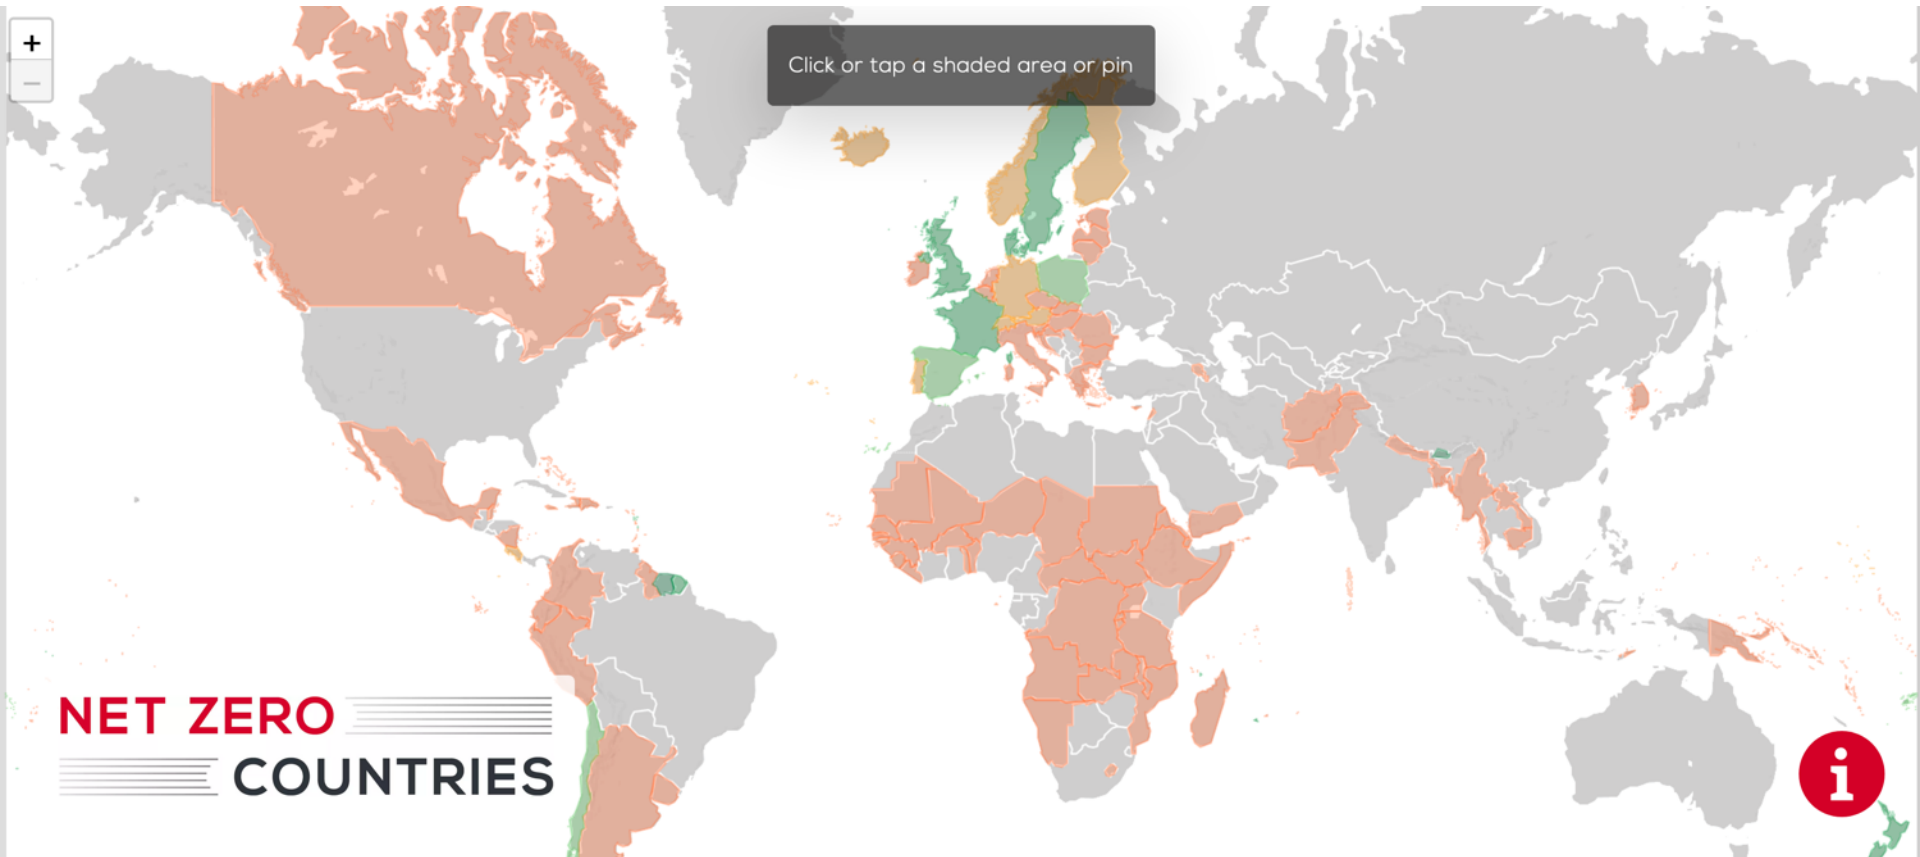 +
−
Click or tap a shaded area or pin
NET ZERO
COUNTRIES
i